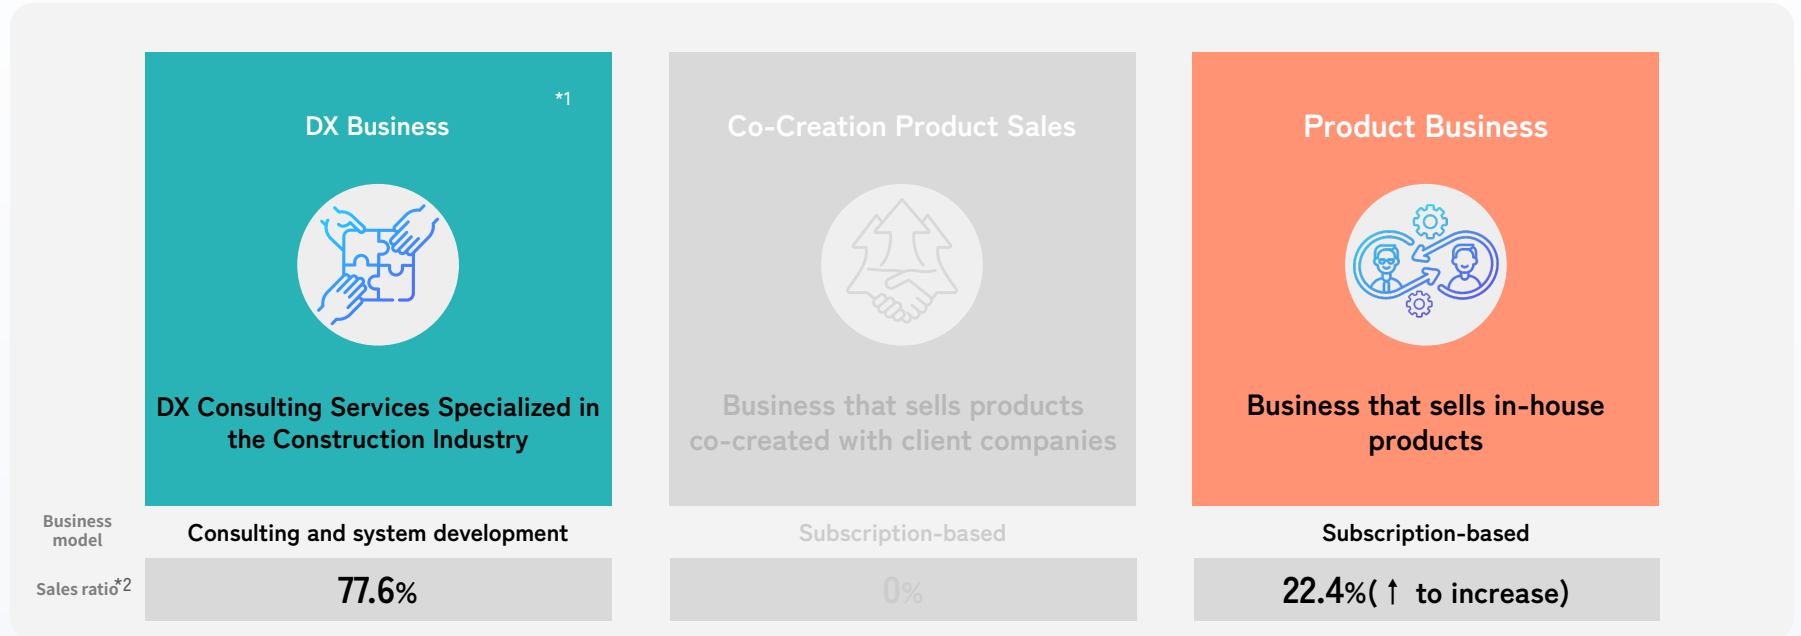 *1
DX Business
Co-Creation Product Sales
Product Business
DX Consulting Services Specialized in
the Construction Industry
Business that sells products
co-created with client companies
Business that sells in-house
products
Business
model
Consulting and system development
Subscription-based
Subscription-based
Sales ratio*2
77.6%
0%
22.4%(↑ to increase)